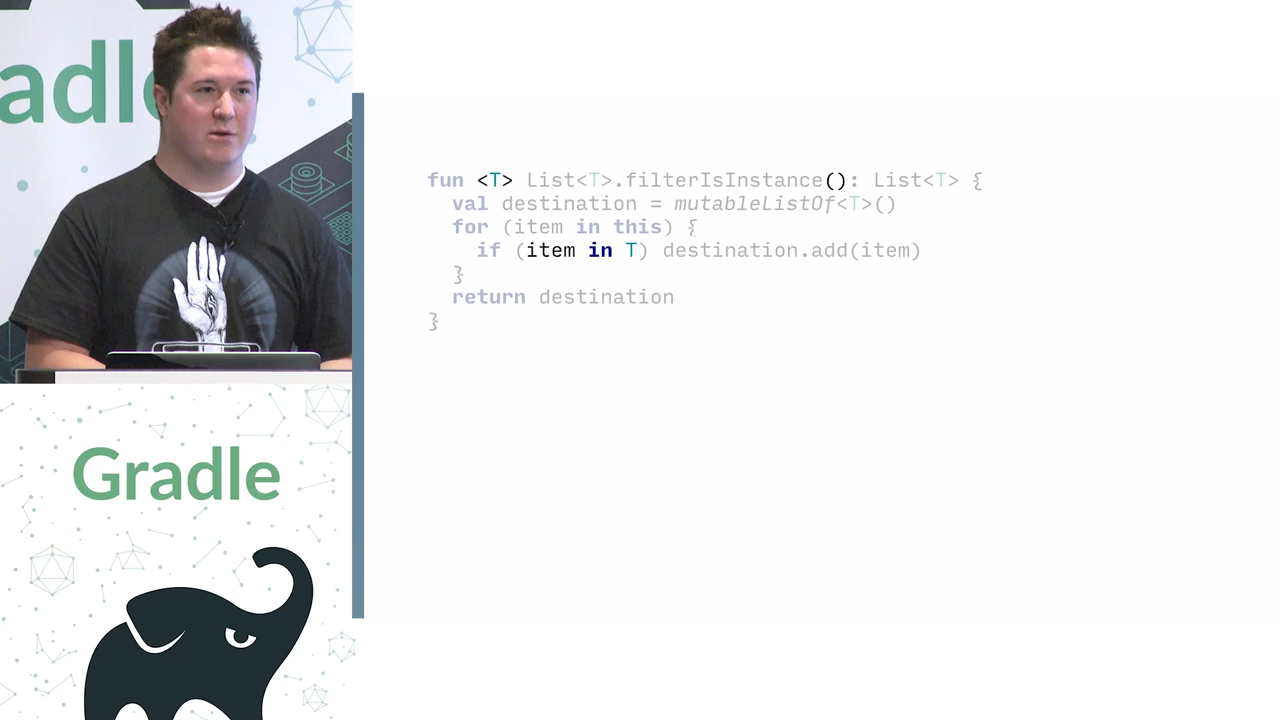 adle
fun <T> List<T>.filterIsInstance(): List<T> {
  val destination = mutableListOf<T>()
  for (item in this) {
    if (item in T) destination.add(item)
  }
  return destination
}
Gradle